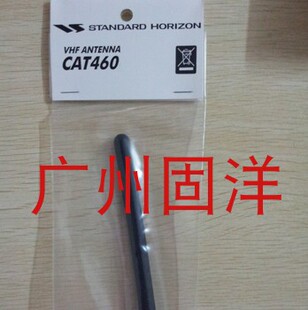 STANDARD HORIZON
VHF ANTENNA
CAT460
广州固洋